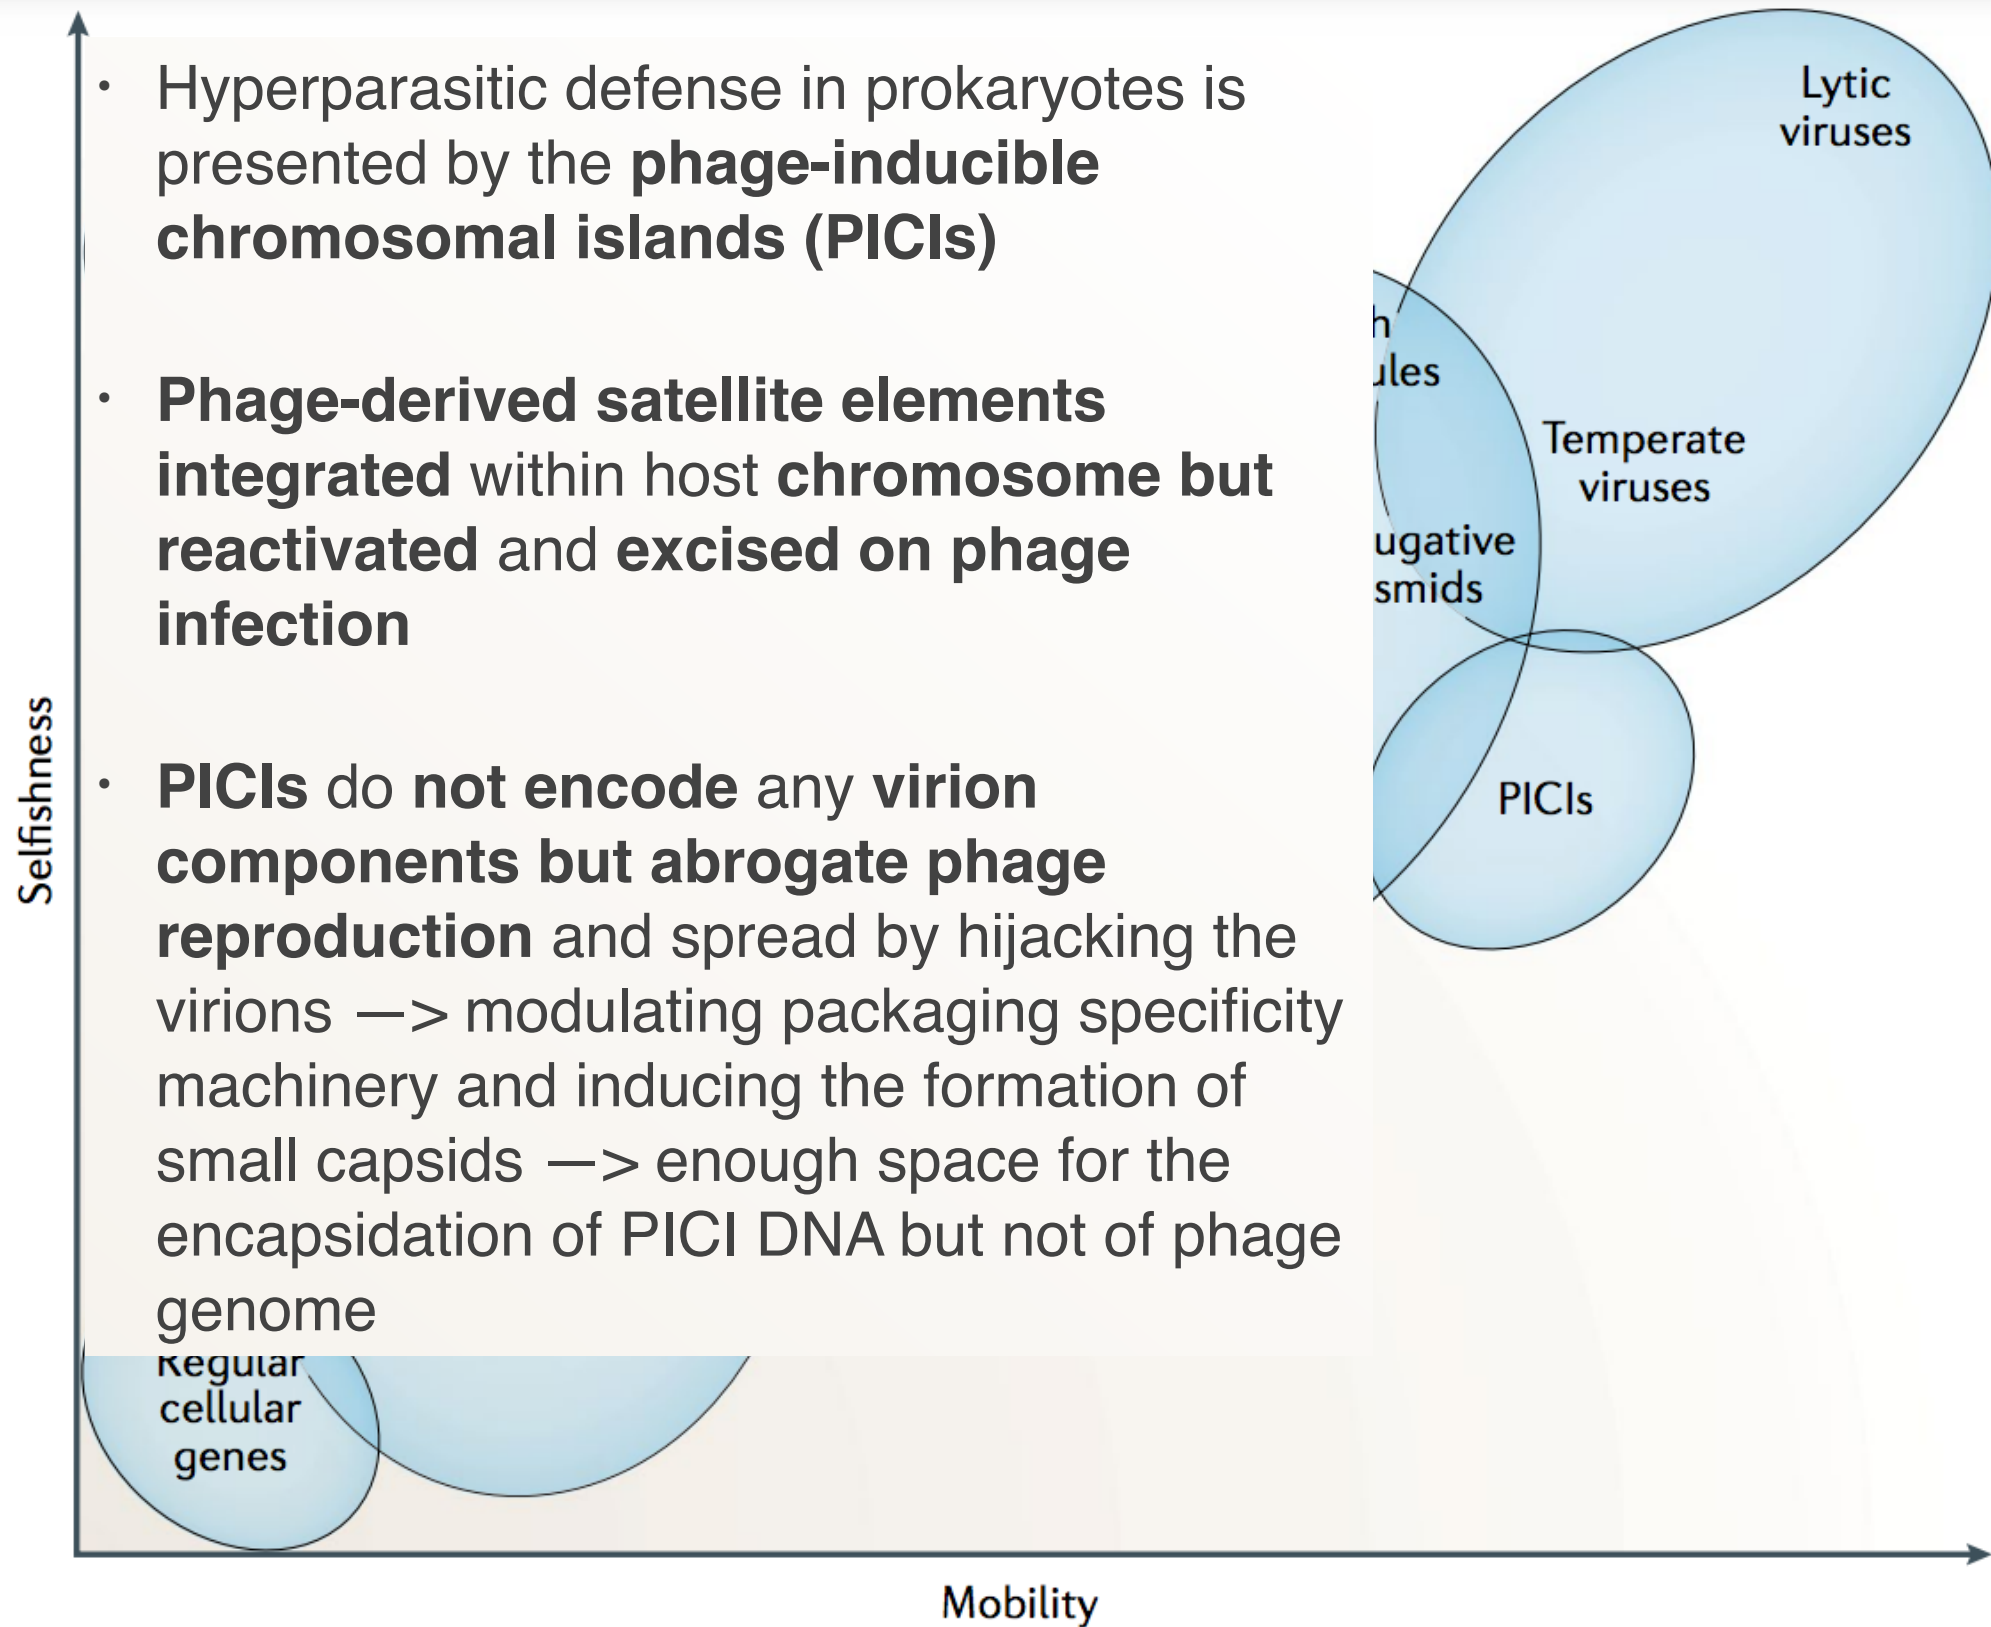 • Hyperparasitic defense in prokaryotes is
presented by the phage-inducible
chromosomal islands (PICIs)
• Phage-derived satellite elements
integrated within host chromosome but
reactivated and excised on phage
infection
• PICIs do not encode any virion
components but abrogate phage
reproduction and spread by hijacking the
virions —> modulating packaging specificity
machinery and inducing the formation of
small capsids —> enough space for the
encapsidation of PICI DNA but not of phage
genome
Lytic
viruses
h
ules
Temperate
viruses
ugative
smids
PICIs
Regular
cellular
genes
Selfishness
Mobility